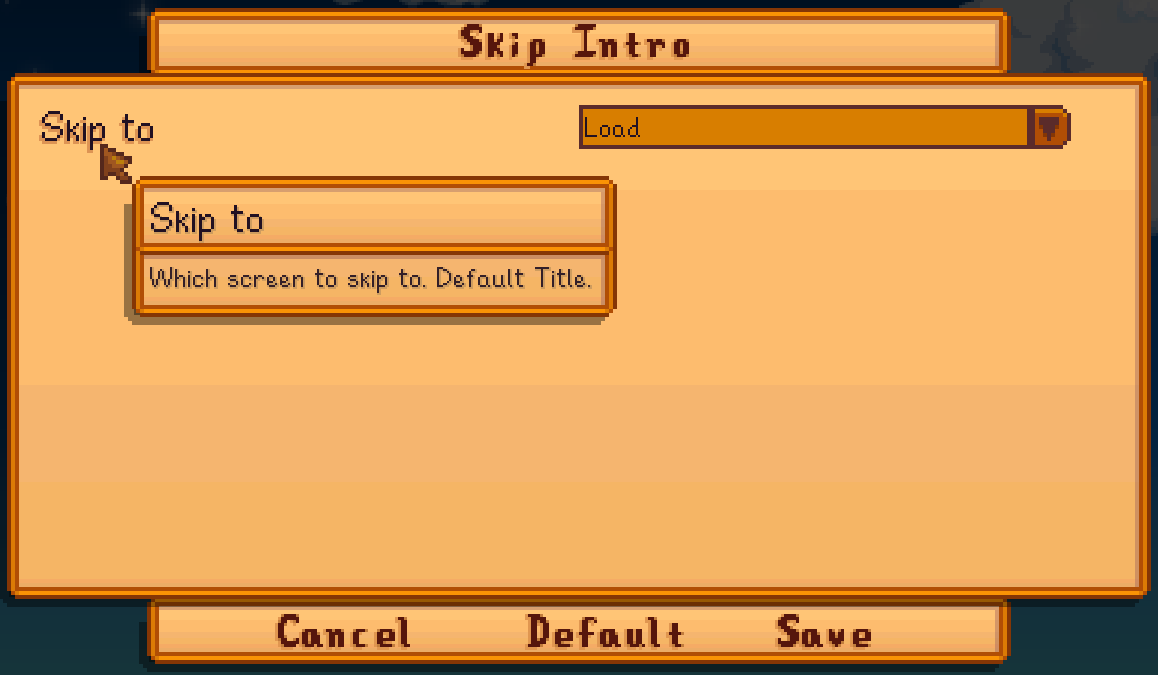 Skip Intro
Skip to
Load
Skip to
Which screen to skip to. Default Title.
Cancel
Default
Save